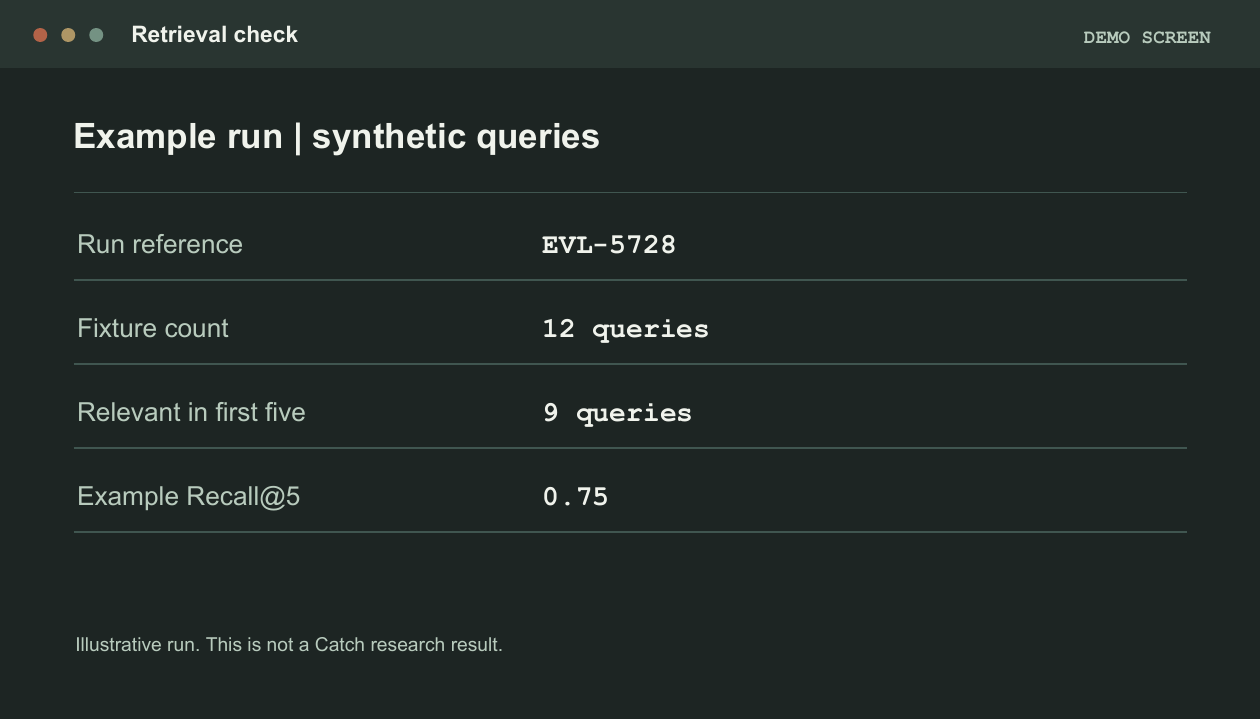 Retrieval check
DEMO SCREEN
Example run | synthetic queries
Run reference EVL-5728
Fixture count 12 queries
Relevant in first five 9 queries
Example Recall@5 0.75
Illustrative run. This is not a Catch research result.